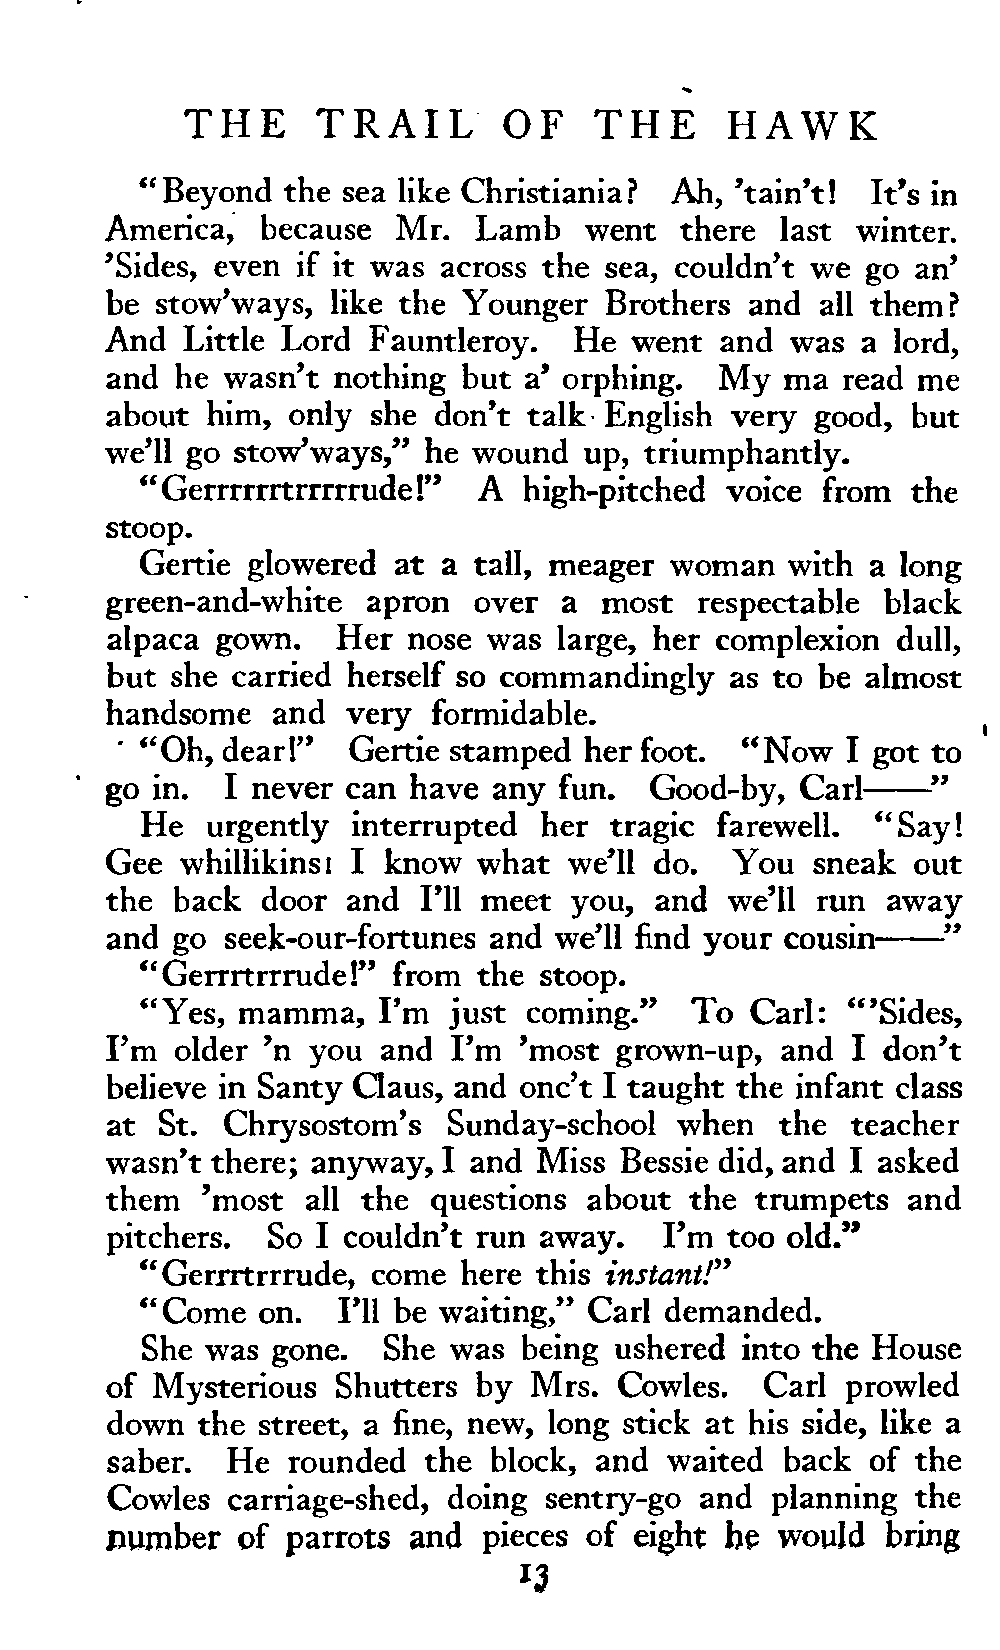 THE TRAIL OF THE HAWK
“Beyond the sea like Christiania? Ah, ’tain’t! It’s in
America, because Mr. Lamb went there last winter.
’Sides, even if it was across the sea, couldn’t we go an’
be stow’ways, like the Younger Brothers and all them?
And Little Lord Fauntleroy. He went and was a lord,
and he wasn’t nothing but a’ orphing. My ma read me
about him, only she don’t talk English very good, but
we’ll go stow’ways,” he wound up, triumphantly.
“Gerrrrrrtrrrrrude!” A high-pitched voice from the
stoop.
Gertie glowered at a tall, meager woman with a long
green-and-white apron over a most respectable black
alpaca gown. Her nose was large, her complexion dull,
but she carried herself so commandingly as to be almost
handsome and very formidable.
“Oh, dear!” Gertie stamped her foot. “Now I got to
go in. I never can have any fun. Good-by, Carl——”
He urgently interrupted her tragic farewell. “Say!
Gee whillikins! I know what we’ll do. You sneak out
the back door and I’ll meet you, and we’ll run away
and go seek-our-fortunes and we’ll find your cousin——”
“Gerrrtrrrude!” from the stoop.
“Yes, mamma, I’m just coming.” To Carl: “’Sides,
I’m older ’n you and I’m ’most grown-up, and I don’t
believe in Santy Claus, and onc’t I taught the infant class
at St. Chrysostom’s Sunday-school when the teacher
wasn’t there; anyway, I and Miss Bessie did, and I asked
them ’most all the questions about the trumpets and
pitchers. So I couldn’t run away. I’m too old.”
“Gerrrtrrrude, come here this instant!”
“Come on. I’ll be waiting,” Carl demanded.
She was gone. She was being ushered into the House
of Mysterious Shutters by Mrs. Cowles. Carl prowled
down the street, a fine, new, long stick at his side, like a
saber. He rounded the block, and waited back of the
Cowles carriage-shed, doing sentry-go and planning the
number of parrots and pieces of eight he would bring
13